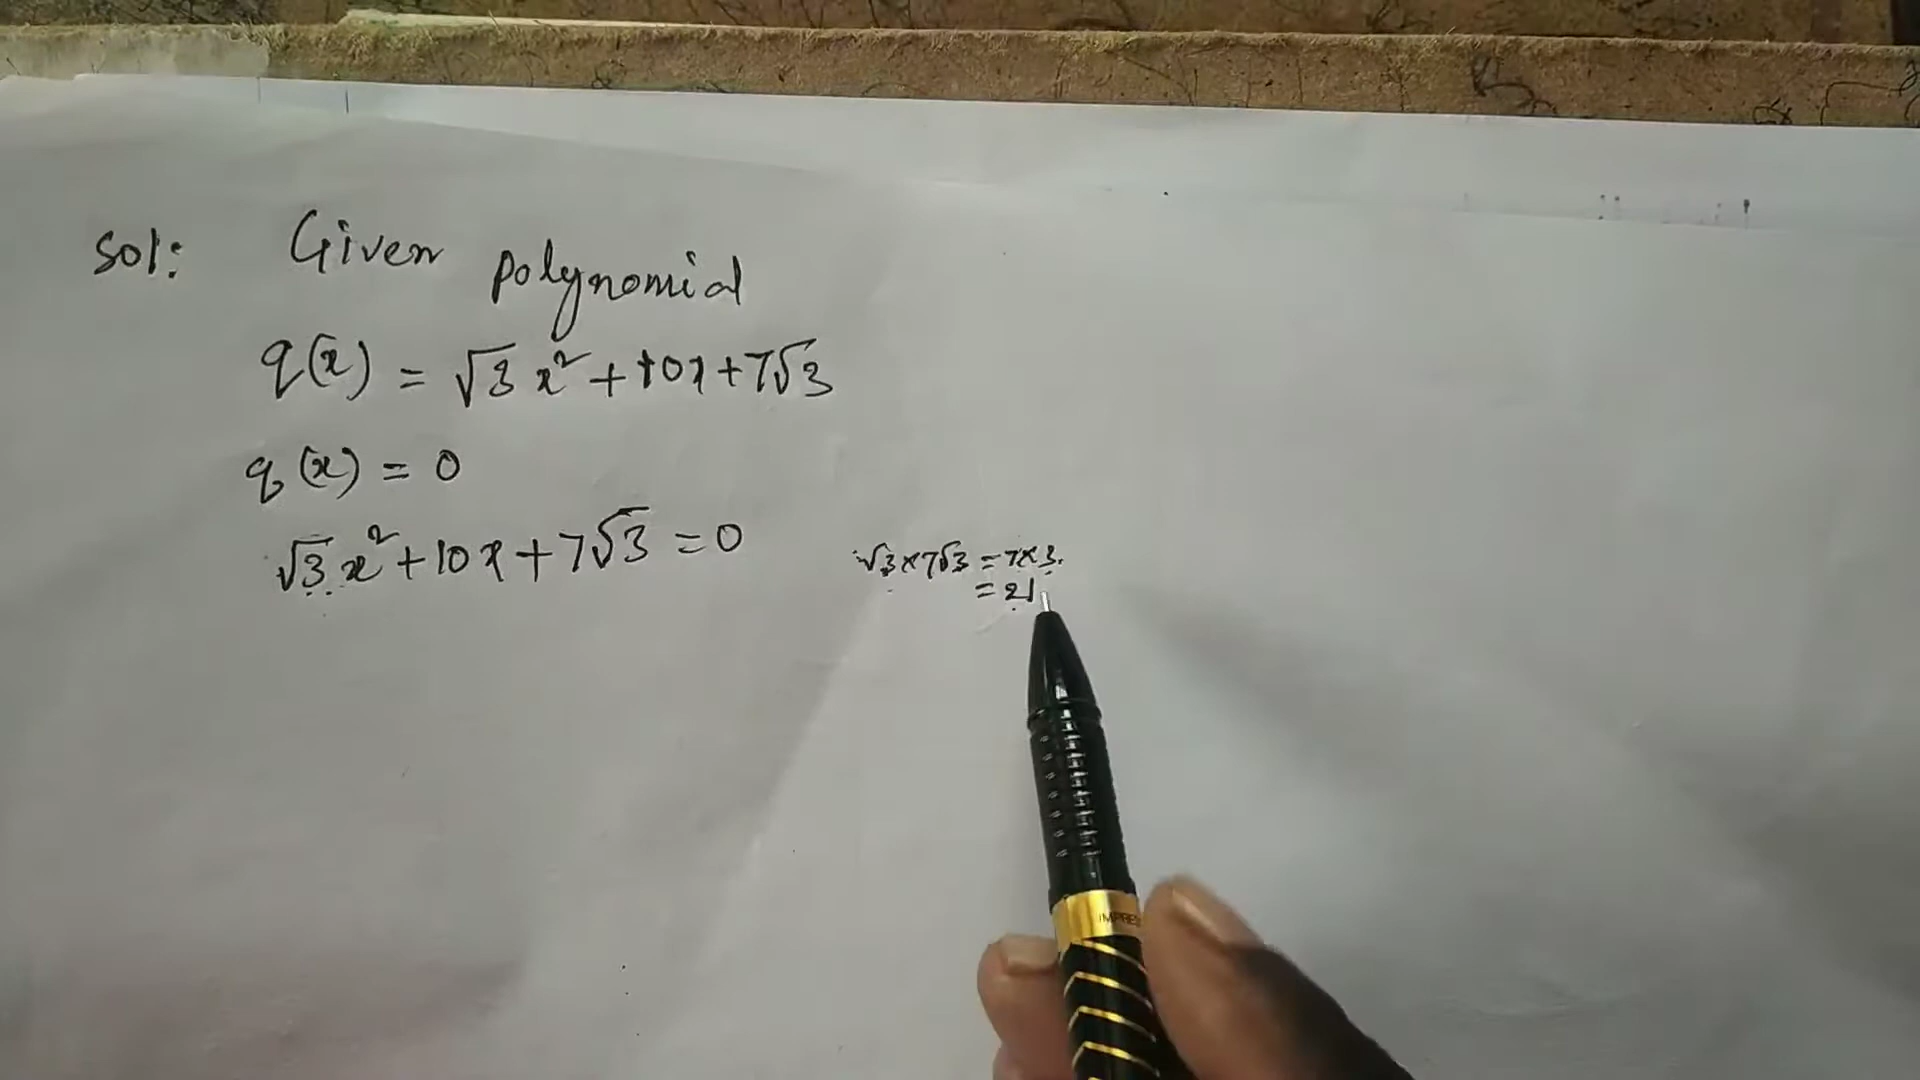 Sol: Given polynomial
q(x) = √3 x² + 10x + 7√3
q(x) = 0
√3 x² + 10x + 7√3 = 0
√3 × 7√3 = 7×3
= 21
IMPRES